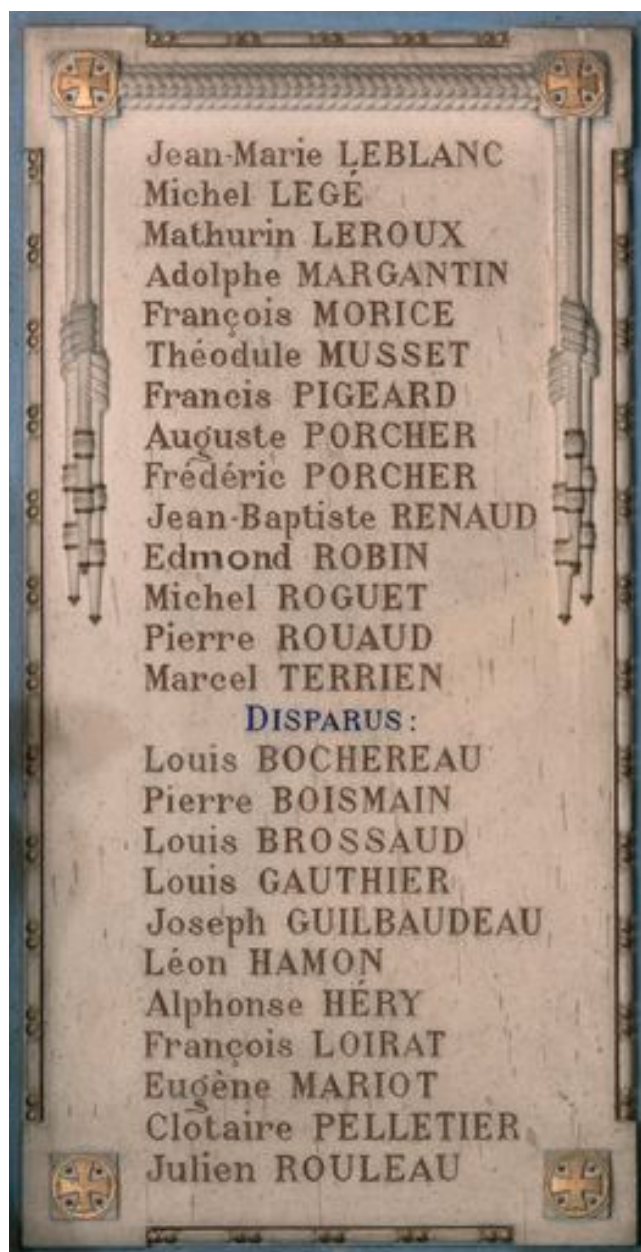 Jean-Marie LEBLANC
Michel LEGÉ
Mathurin LEROUX
Adolphe MARGANTIN
François MORICE
Théodule MUSSET
Francis PIGEARD
Auguste PORCHER
Frédéric PORCHER
Jean-Baptiste RENAUD
Edmond ROBIN
Michel ROGUET
Pierre ROUAUD
Marcel TERRIEN
DISPARUS:
Louis BOCHEREAU
Pierre BOISMAIN
Louis BROSSAUD
Louis GAUTHIER
Joseph GUILBAUDEAU
Léon HAMON
Alphonse HÉRY
François LOIRAT
Eugène MARIOT
Clotaire PELLETIER
Julien ROULEAU